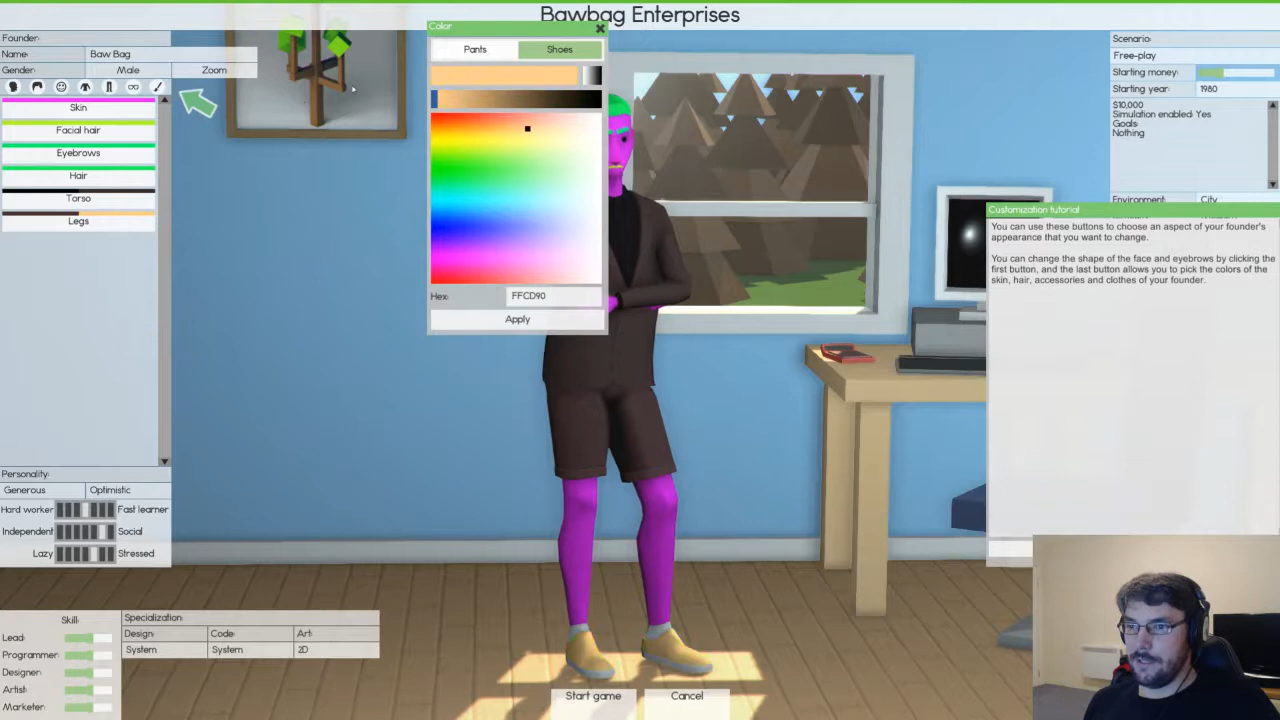 Bawbag Enterprises
Founder:
Name: Baw Bag
Gender: Male Zoom
Skin
Facial hair
Eyebrows
Hair
Torso
Legs
Personality:
Generous Optimistic
Hard worker Fast learner
Independent Social
Lazy Stressed
Skill:
Lead:
Programmer:
Designer:
Artist:
Marketer:
Specialization:
Design: Code: Art:
System System 2D
Color:
Pants Shoes
Hex: FFCD90
Apply
Start game Cancel
Scenario:
Free-play
Starting money:
Starting year: 1980
$10,000
Simulation enabled: Yes
Goals:
Nothing
Environment: City
Customization tutorial
You can use these buttons to choose an aspect of your founder's
appearance that you want to change.
You can change the shape of the face and eyebrows by clicking the
first button, and the last button allows you to pick the colors of the
skin, hair, accessories and clothes of your founder.